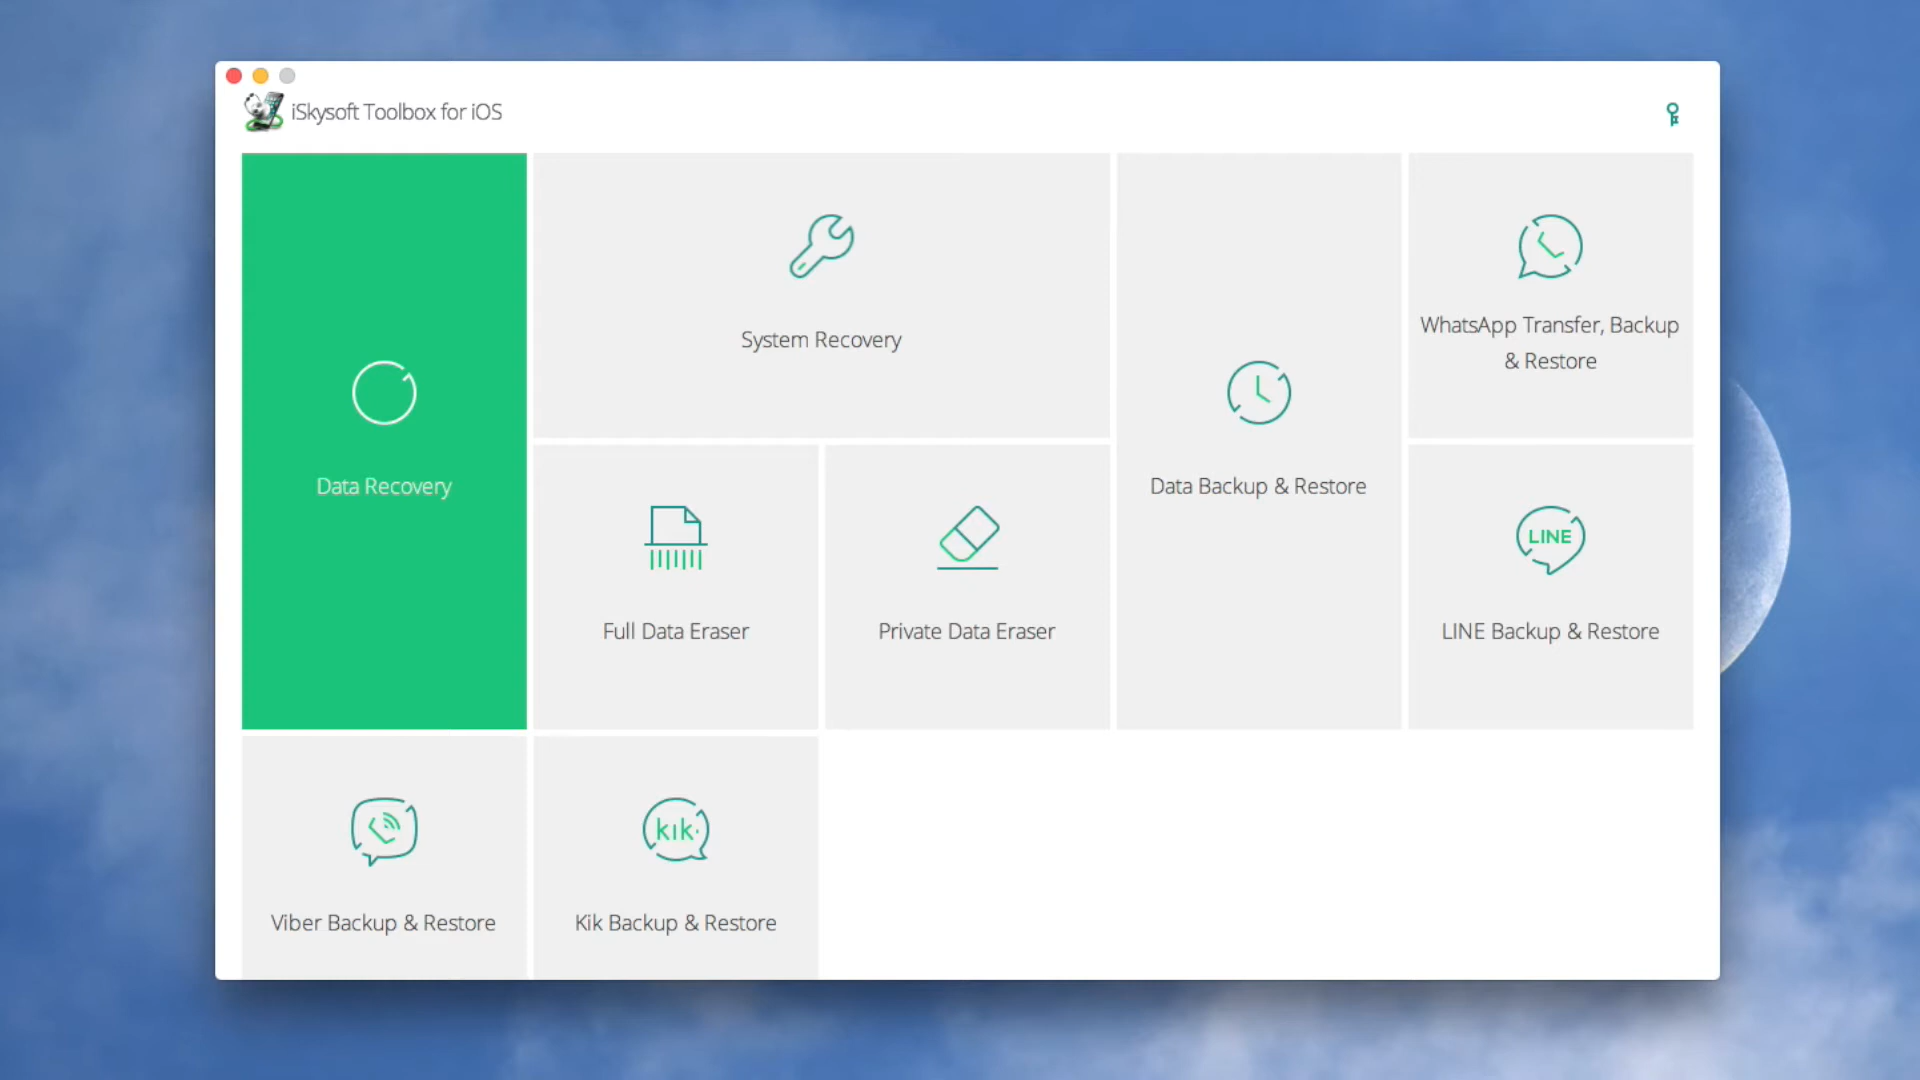 iSkysoft Toolbox for iOS
Data Recovery
System Recovery
Full Data Eraser
Private Data Eraser
Data Backup & Restore
WhatsApp Transfer, Backup
& Restore
LINE
LINE Backup & Restore
Viber Backup & Restore
kik.
Kik Backup & Restore